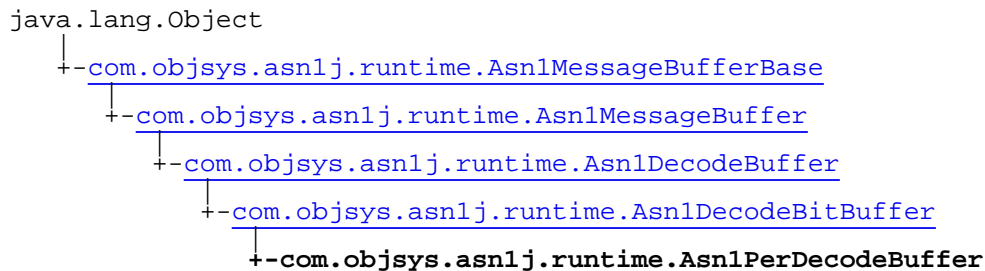 java.lang.Object
+-com.objsys.asn1j.runtime.Asn1MessageBufferBase
+-com.objsys.asn1j.runtime.Asn1MessageBuffer
+-com.objsys.asn1j.runtime.Asn1DecodeBuffer
+-com.objsys.asn1j.runtime.Asn1DecodeBitBuffer
+-com.objsys.asn1j.runtime.Asn1PerDecodeBuffer